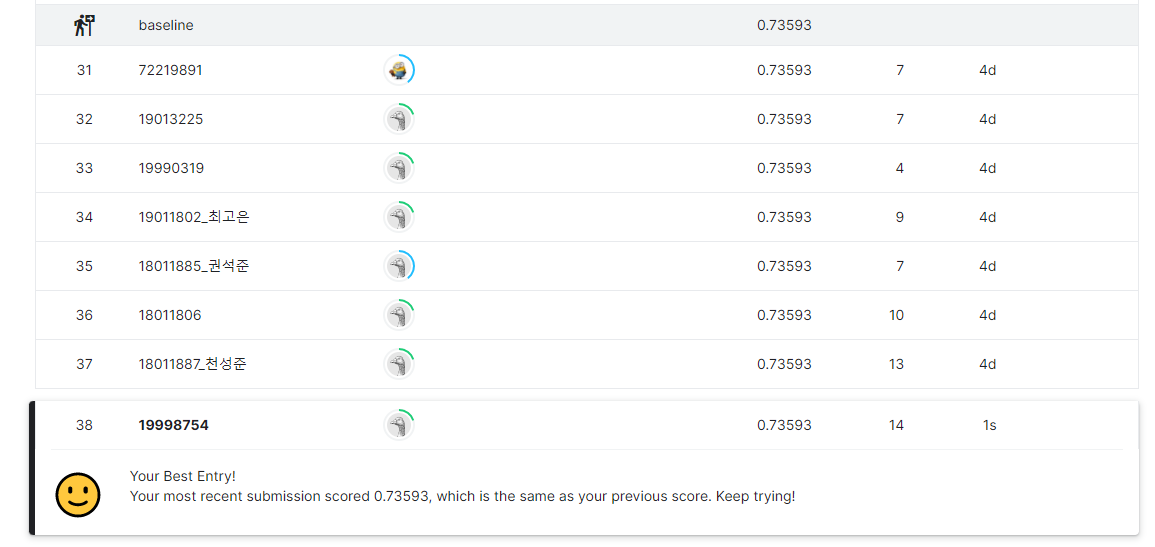 baseline 0.73593
31 72219891 0.73593 7 4d
32 19013225 0.73593 7 4d
33 19990319 0.73593 4 4d
34 19011802_최고은 0.73593 9 4d
35 18011885_권석준 0.73593 7 4d
36 18011806 0.73593 10 4d
37 18011887_천성준 0.73593 13 4d
38 19998754 0.73593 14 1s
Your Best Entry!
Your most recent submission scored 0.73593, which is the same as your previous score. Keep trying!